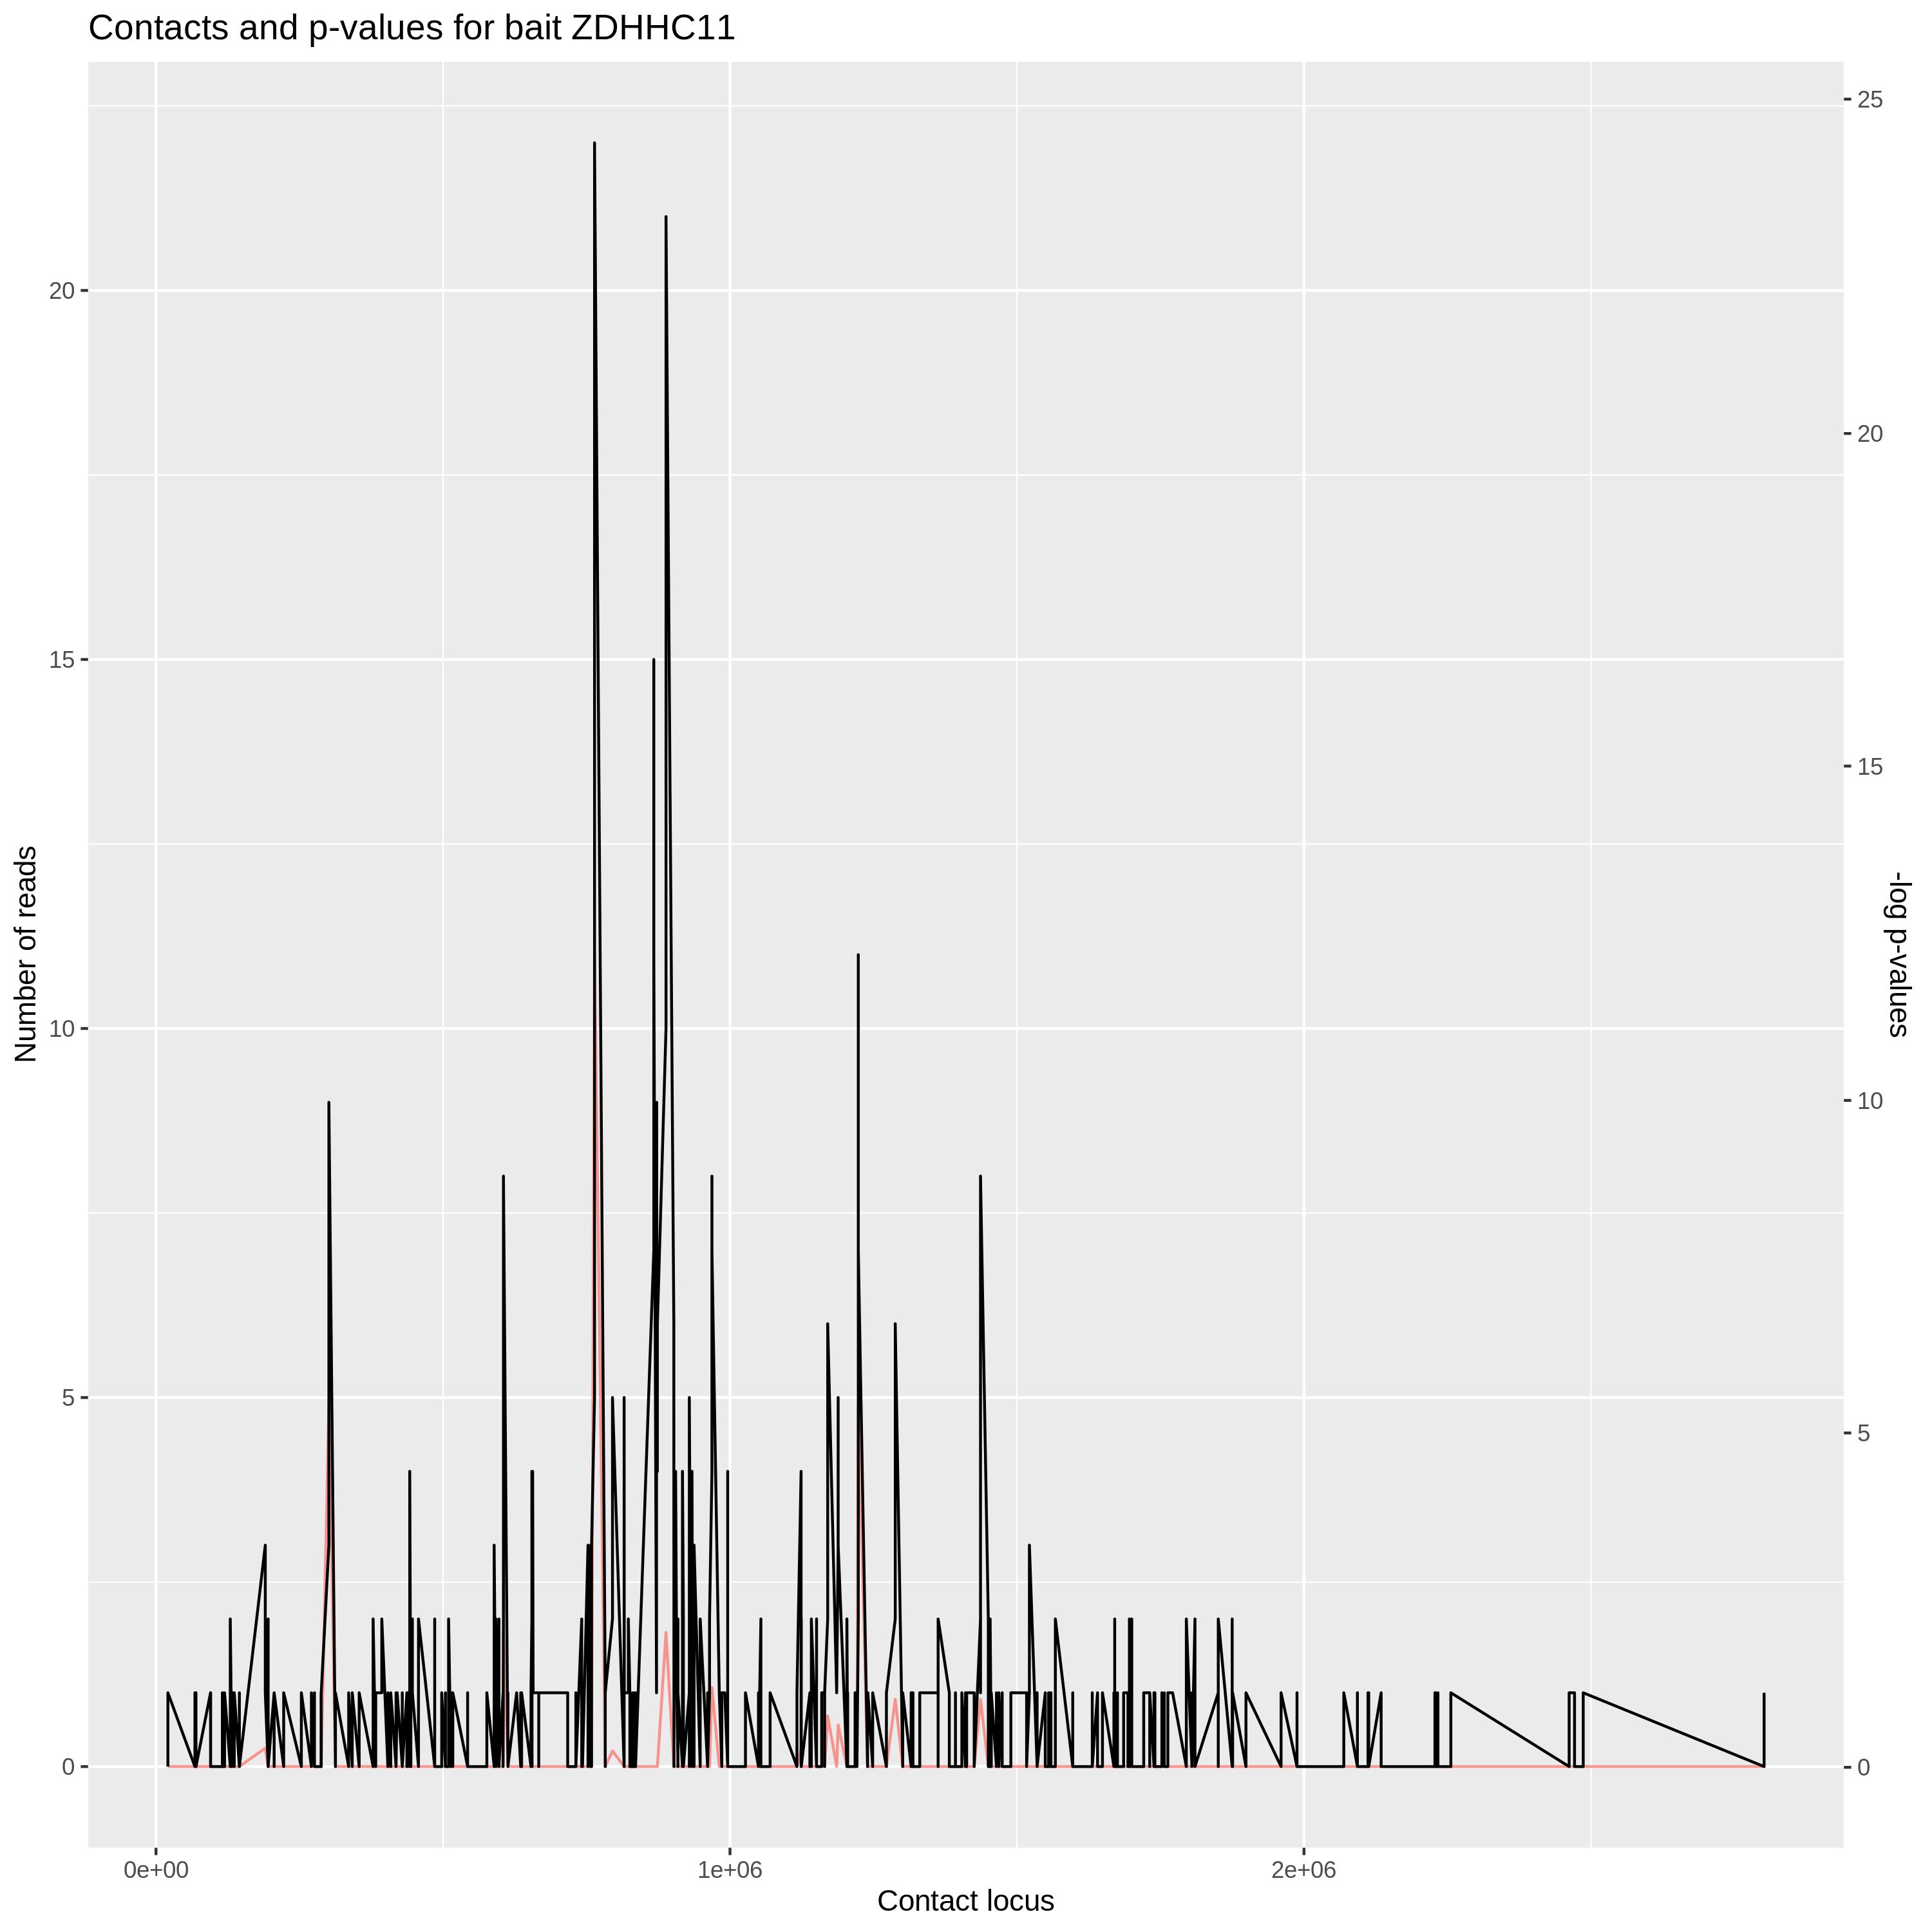 Contacts and p-values for bait ZDHHC11
Number of reads
20
15
10
5
0
25
20
15
10
5
0
-log p-values
0e+00 1e+06 2e+06
Contact locus